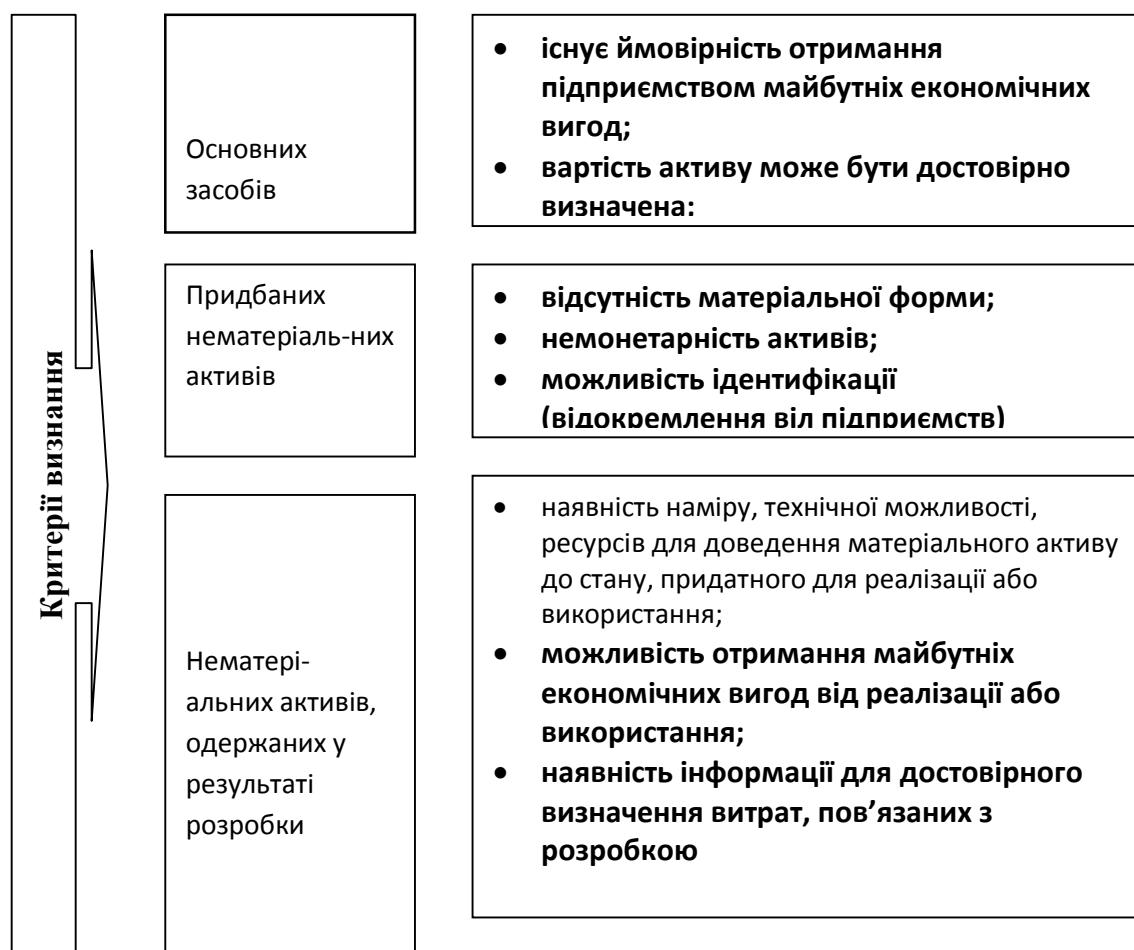 Критерії визнання
Основних
засобів
• існує ймовірність отримання
підприємством майбутніх економічних
вигод;
• вартість активу може бути достовірно
визначена:
Придбаних
нематеріаль-них
активів
• відсутність матеріальної форми;
• немонетарність активів;
• можливість ідентифікації
(відокремлення віл підприємств)
Нематері-
альних активів,
одержаних у
результаті
розробки
• наявність наміру, технічної можливості,
ресурсів для доведення матеріального активу
до стану, придатного для реалізації або
використання;
• можливість отримання майбутніх
економічних вигод від реалізації або
використання;
• наявність інформації для достовірного
визначення витрат, пов’язаних з
розробкою